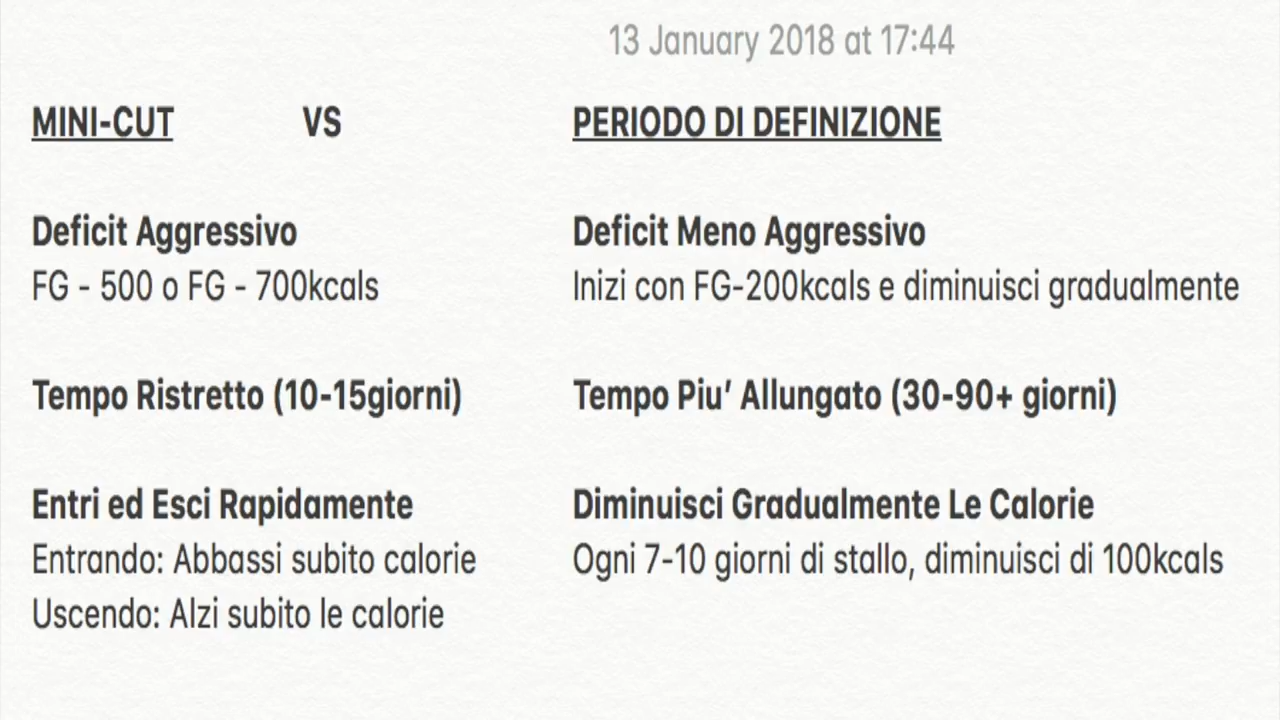 13 January 2018 at 17:44
MINI-CUT VS PERIODO DI DEFINIZIONE
Deficit Aggressivo
FG - 500 o FG - 700kcals
Tempo Ristretto (10-15giorni)
Entri ed Esci Rapidamente
Entrando: Abbassi subito calorie
Uscendo: Alzi subito le calorie
Deficit Meno Aggressivo
Inizi con FG-200kcals e diminuisci gradualmente
Tempo Piu’ Allungato (30-90+ giorni)
Diminuisci Gradualmente Le Calorie
Ogni 7-10 giorni di stallo, diminuisci di 100kcals